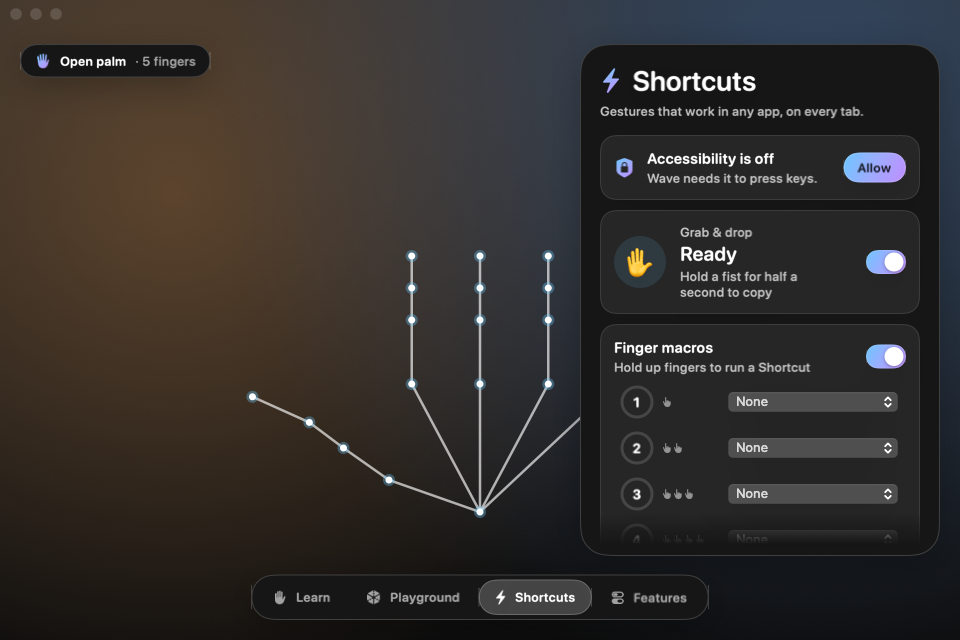 Open palm · 5 fingers
Shortcuts
Gestures that work in any app, on every tab.
Accessibility is off
Wave needs it to press keys.
Allow
Grab & drop
Ready
Hold a fist for half a
second to copy
Finger macros
Hold up fingers to run a Shortcut
1 None
2 None
3 None
4 None
Learn Playground Shortcuts Features